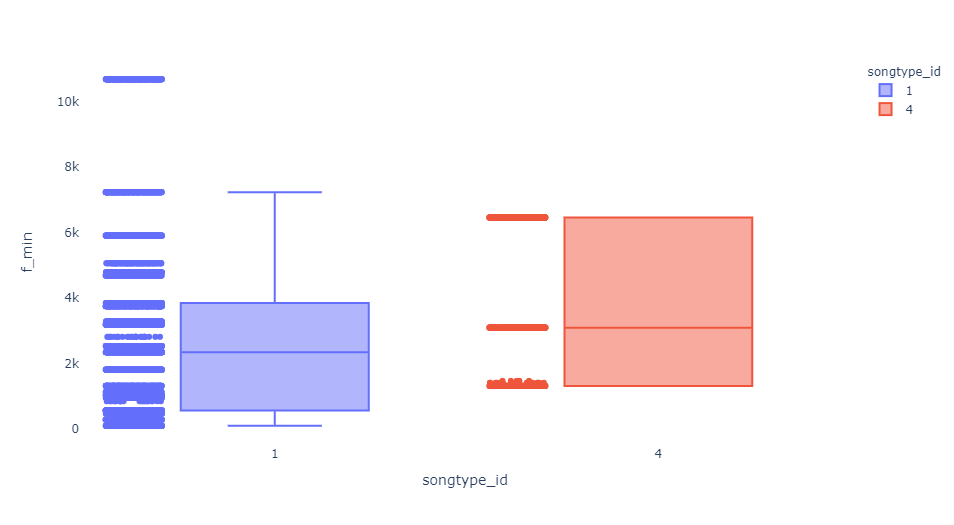 songtype_id
1
4
10k
8k
6k
4k
2k
0
f_min
1
4
songtype_id